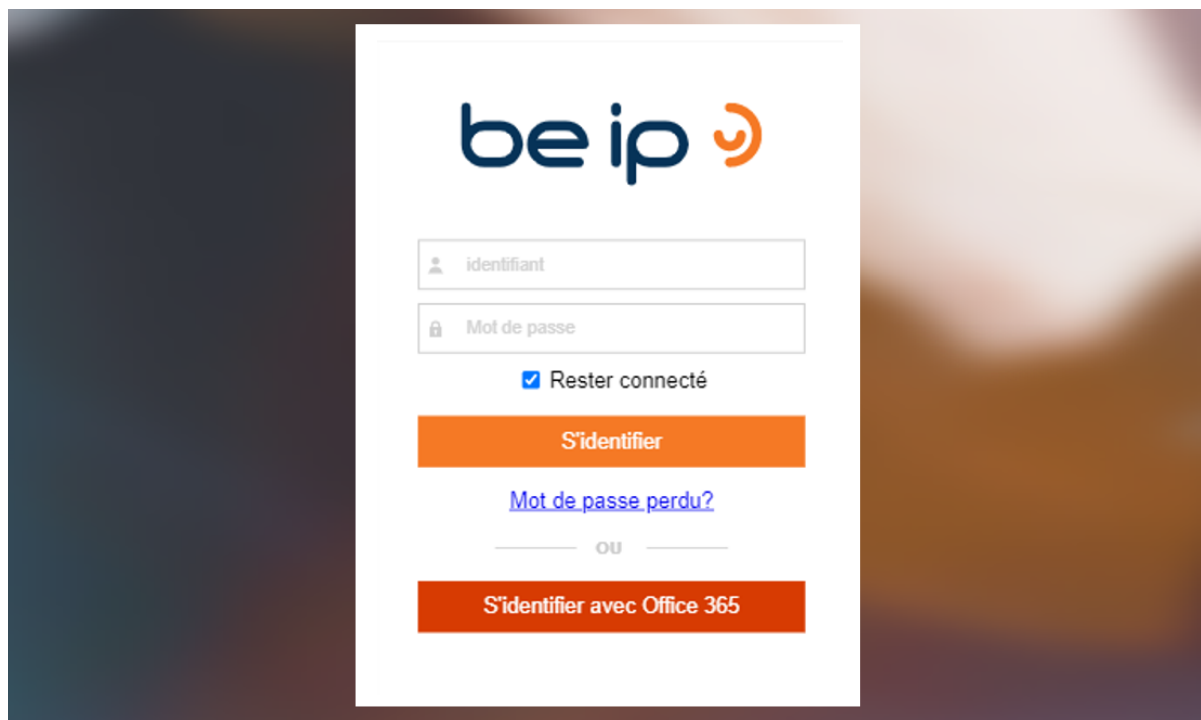 be ip
identifiant
Mot de passe
Rester connecté
S'identifier
Mot de passe perdu?
OU
S'identifier avec Office 365